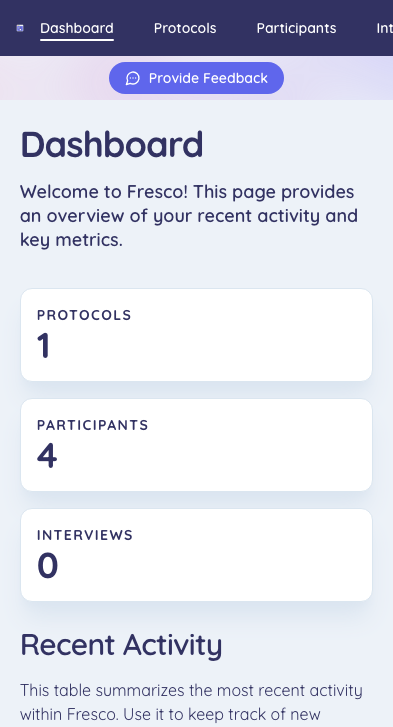 Dashboard Protocols Participants Int
Provide Feedback
Dashboard
Welcome to Fresco! This page provides
an overview of your recent activity and
key metrics.
PROTOCOLS
1
PARTICIPANTS
4
INTERVIEWS
0
Recent Activity
This table summarizes the most recent activity
within Fresco. Use it to keep track of new